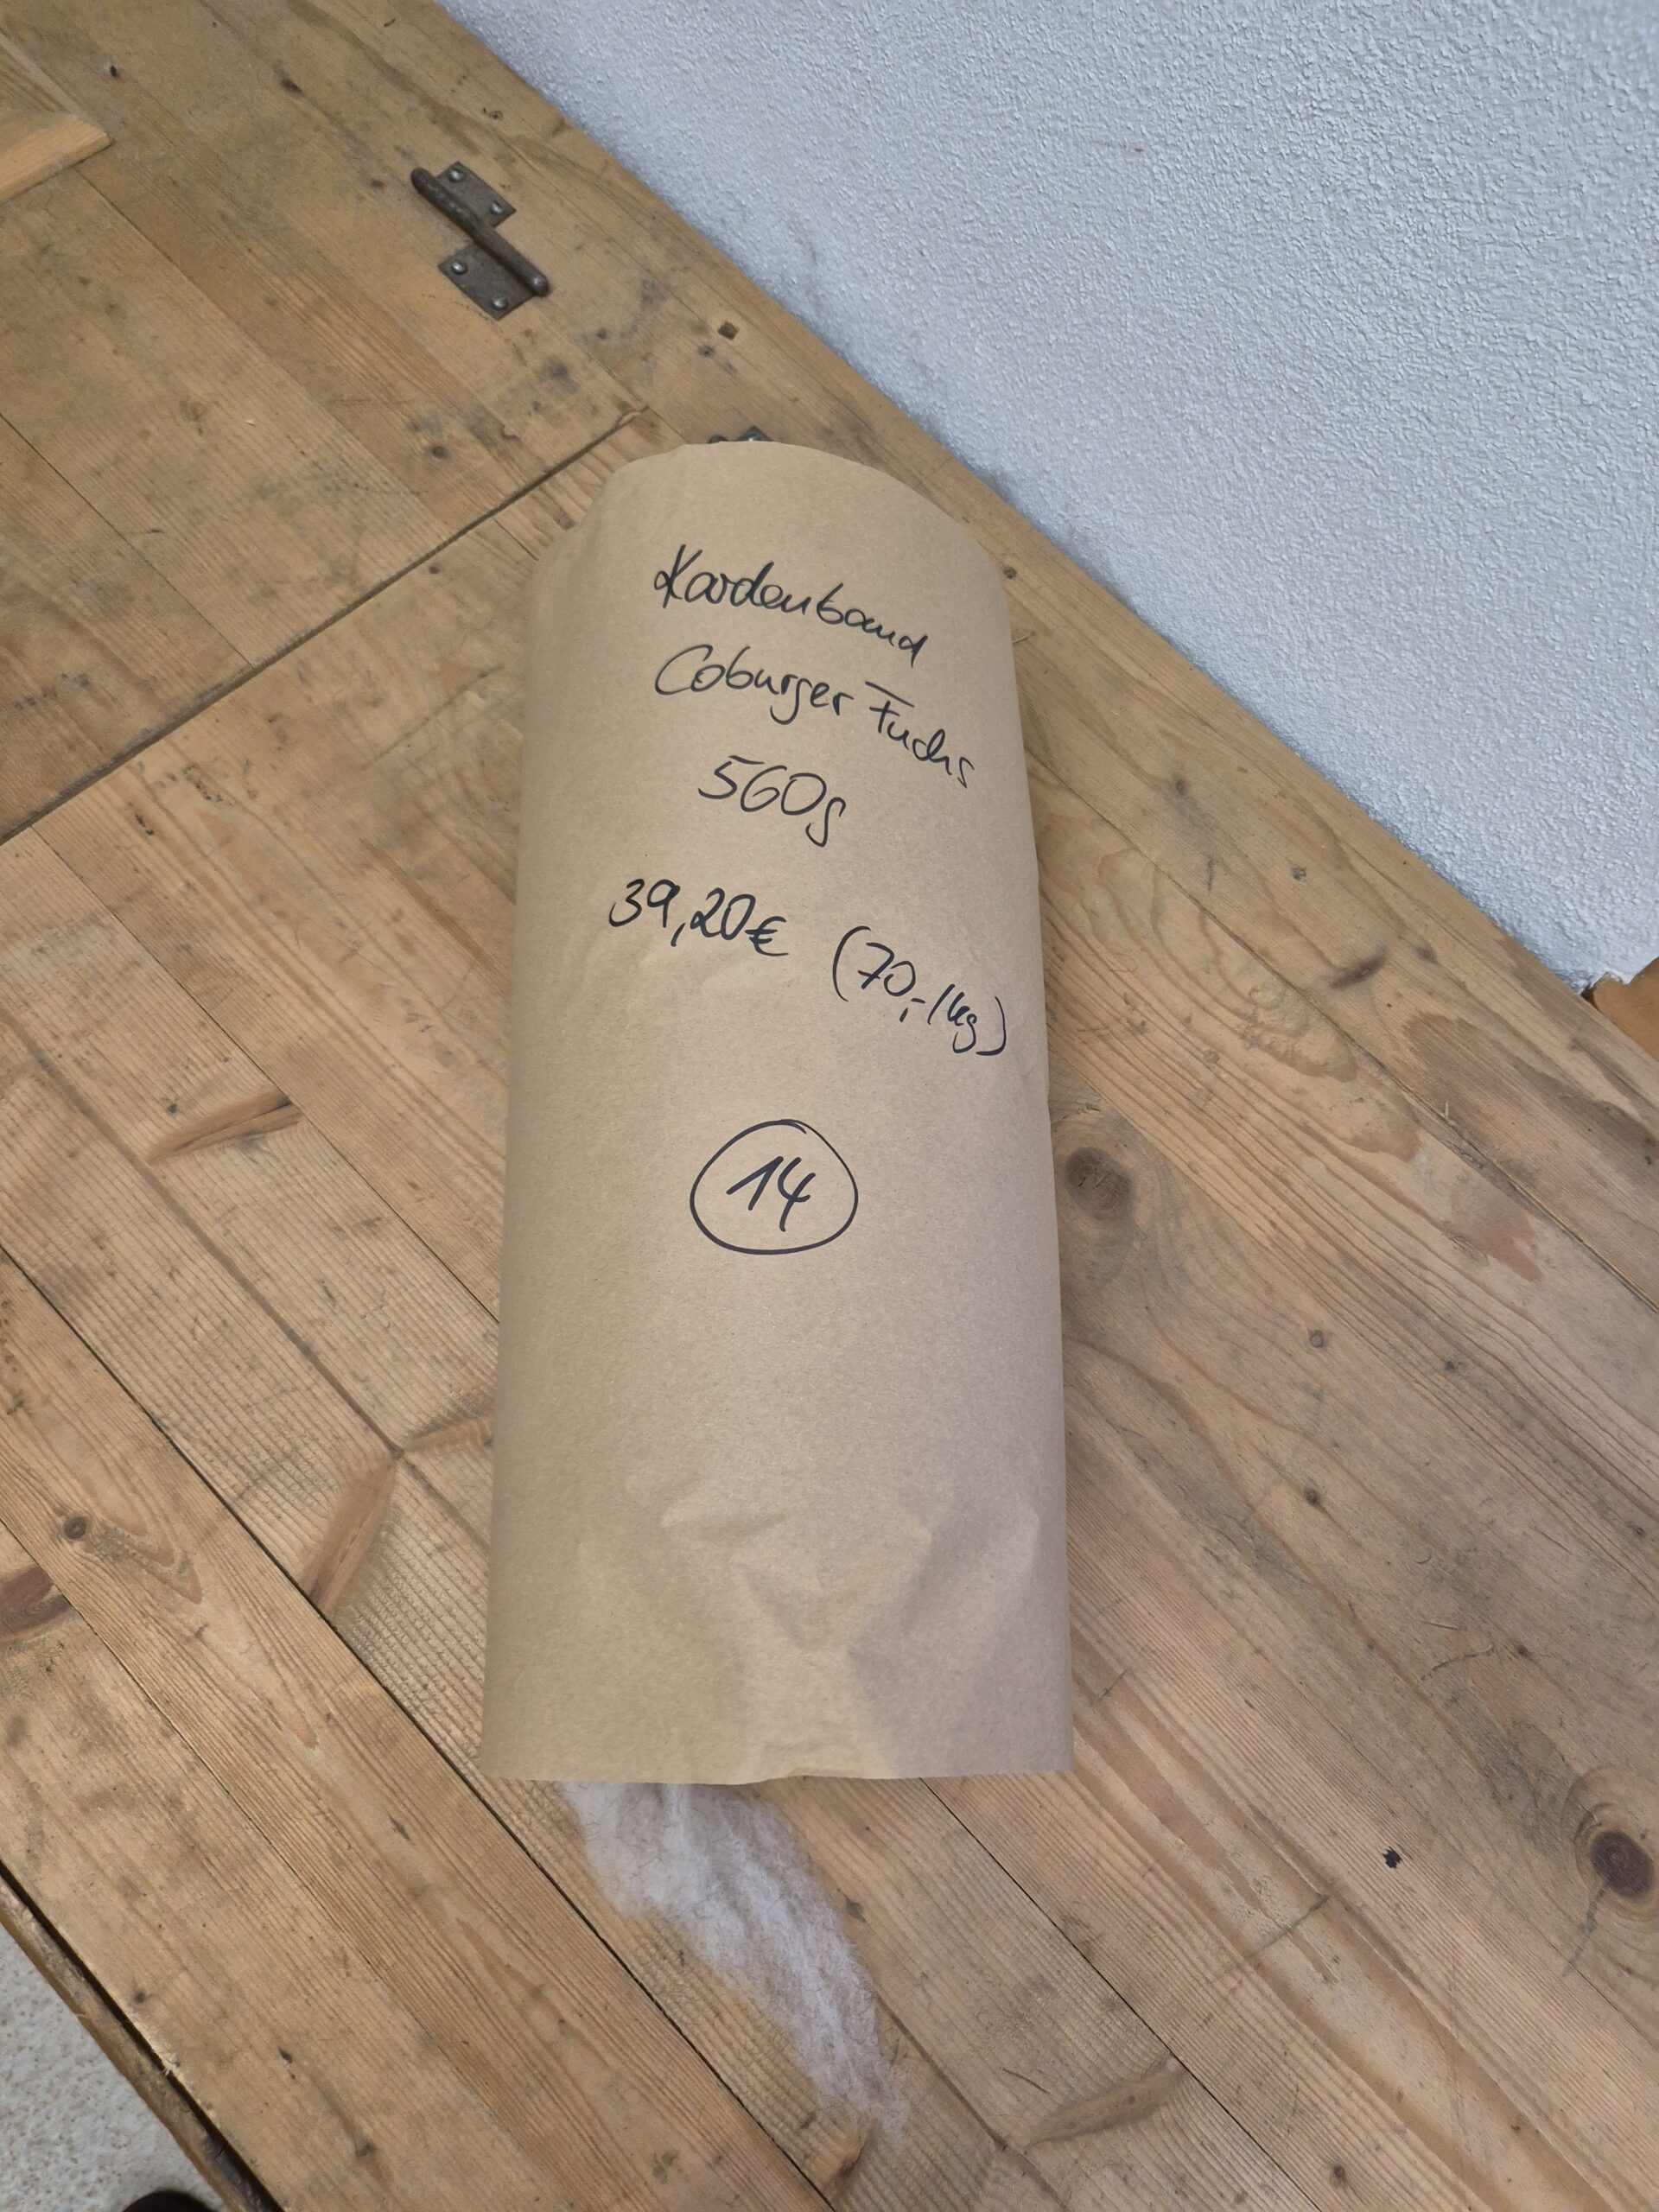 Kardenband
Coburger Fuchs
560g
39,20€ (70,-/kg)
14